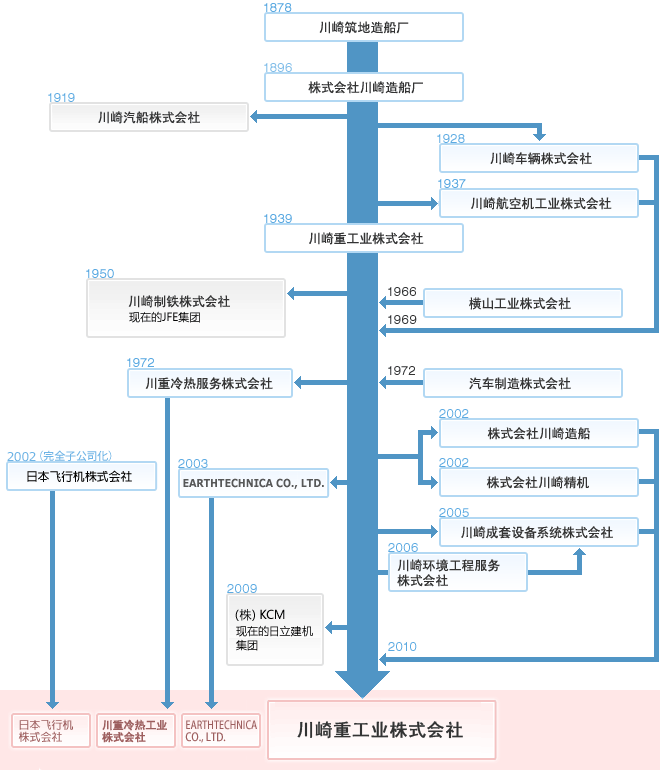 1878
川崎筑地造船厂
1896
株式会社川崎造船厂
1919
川崎汽船株式会社
1928
川崎车辆株式会社
1937
川崎航空机工业株式会社
1939
川崎重工业株式会社
1950
川崎制铁株式会社
现在的JFE集团
1966
横山工业株式会社
1969
1972
川重冷热服务株式会社
1972
汽车制造株式会社
2002
株式会社川崎造船
2002 (完全子公司化)
日本飞行机株式会社
2003
EARTHTECHNICA CO., LTD.
2002
株式会社川崎精机
2005
川崎成套设备系统株式会社
2006
川崎环境工程服务
株式会社
2009
(株) KCM
现在的日立建机
集团
2010
日本飞行机
株式会社
川重冷热工业
株式会社
EARTHTECHNICA
CO., LTD.
川崎重工业株式会社